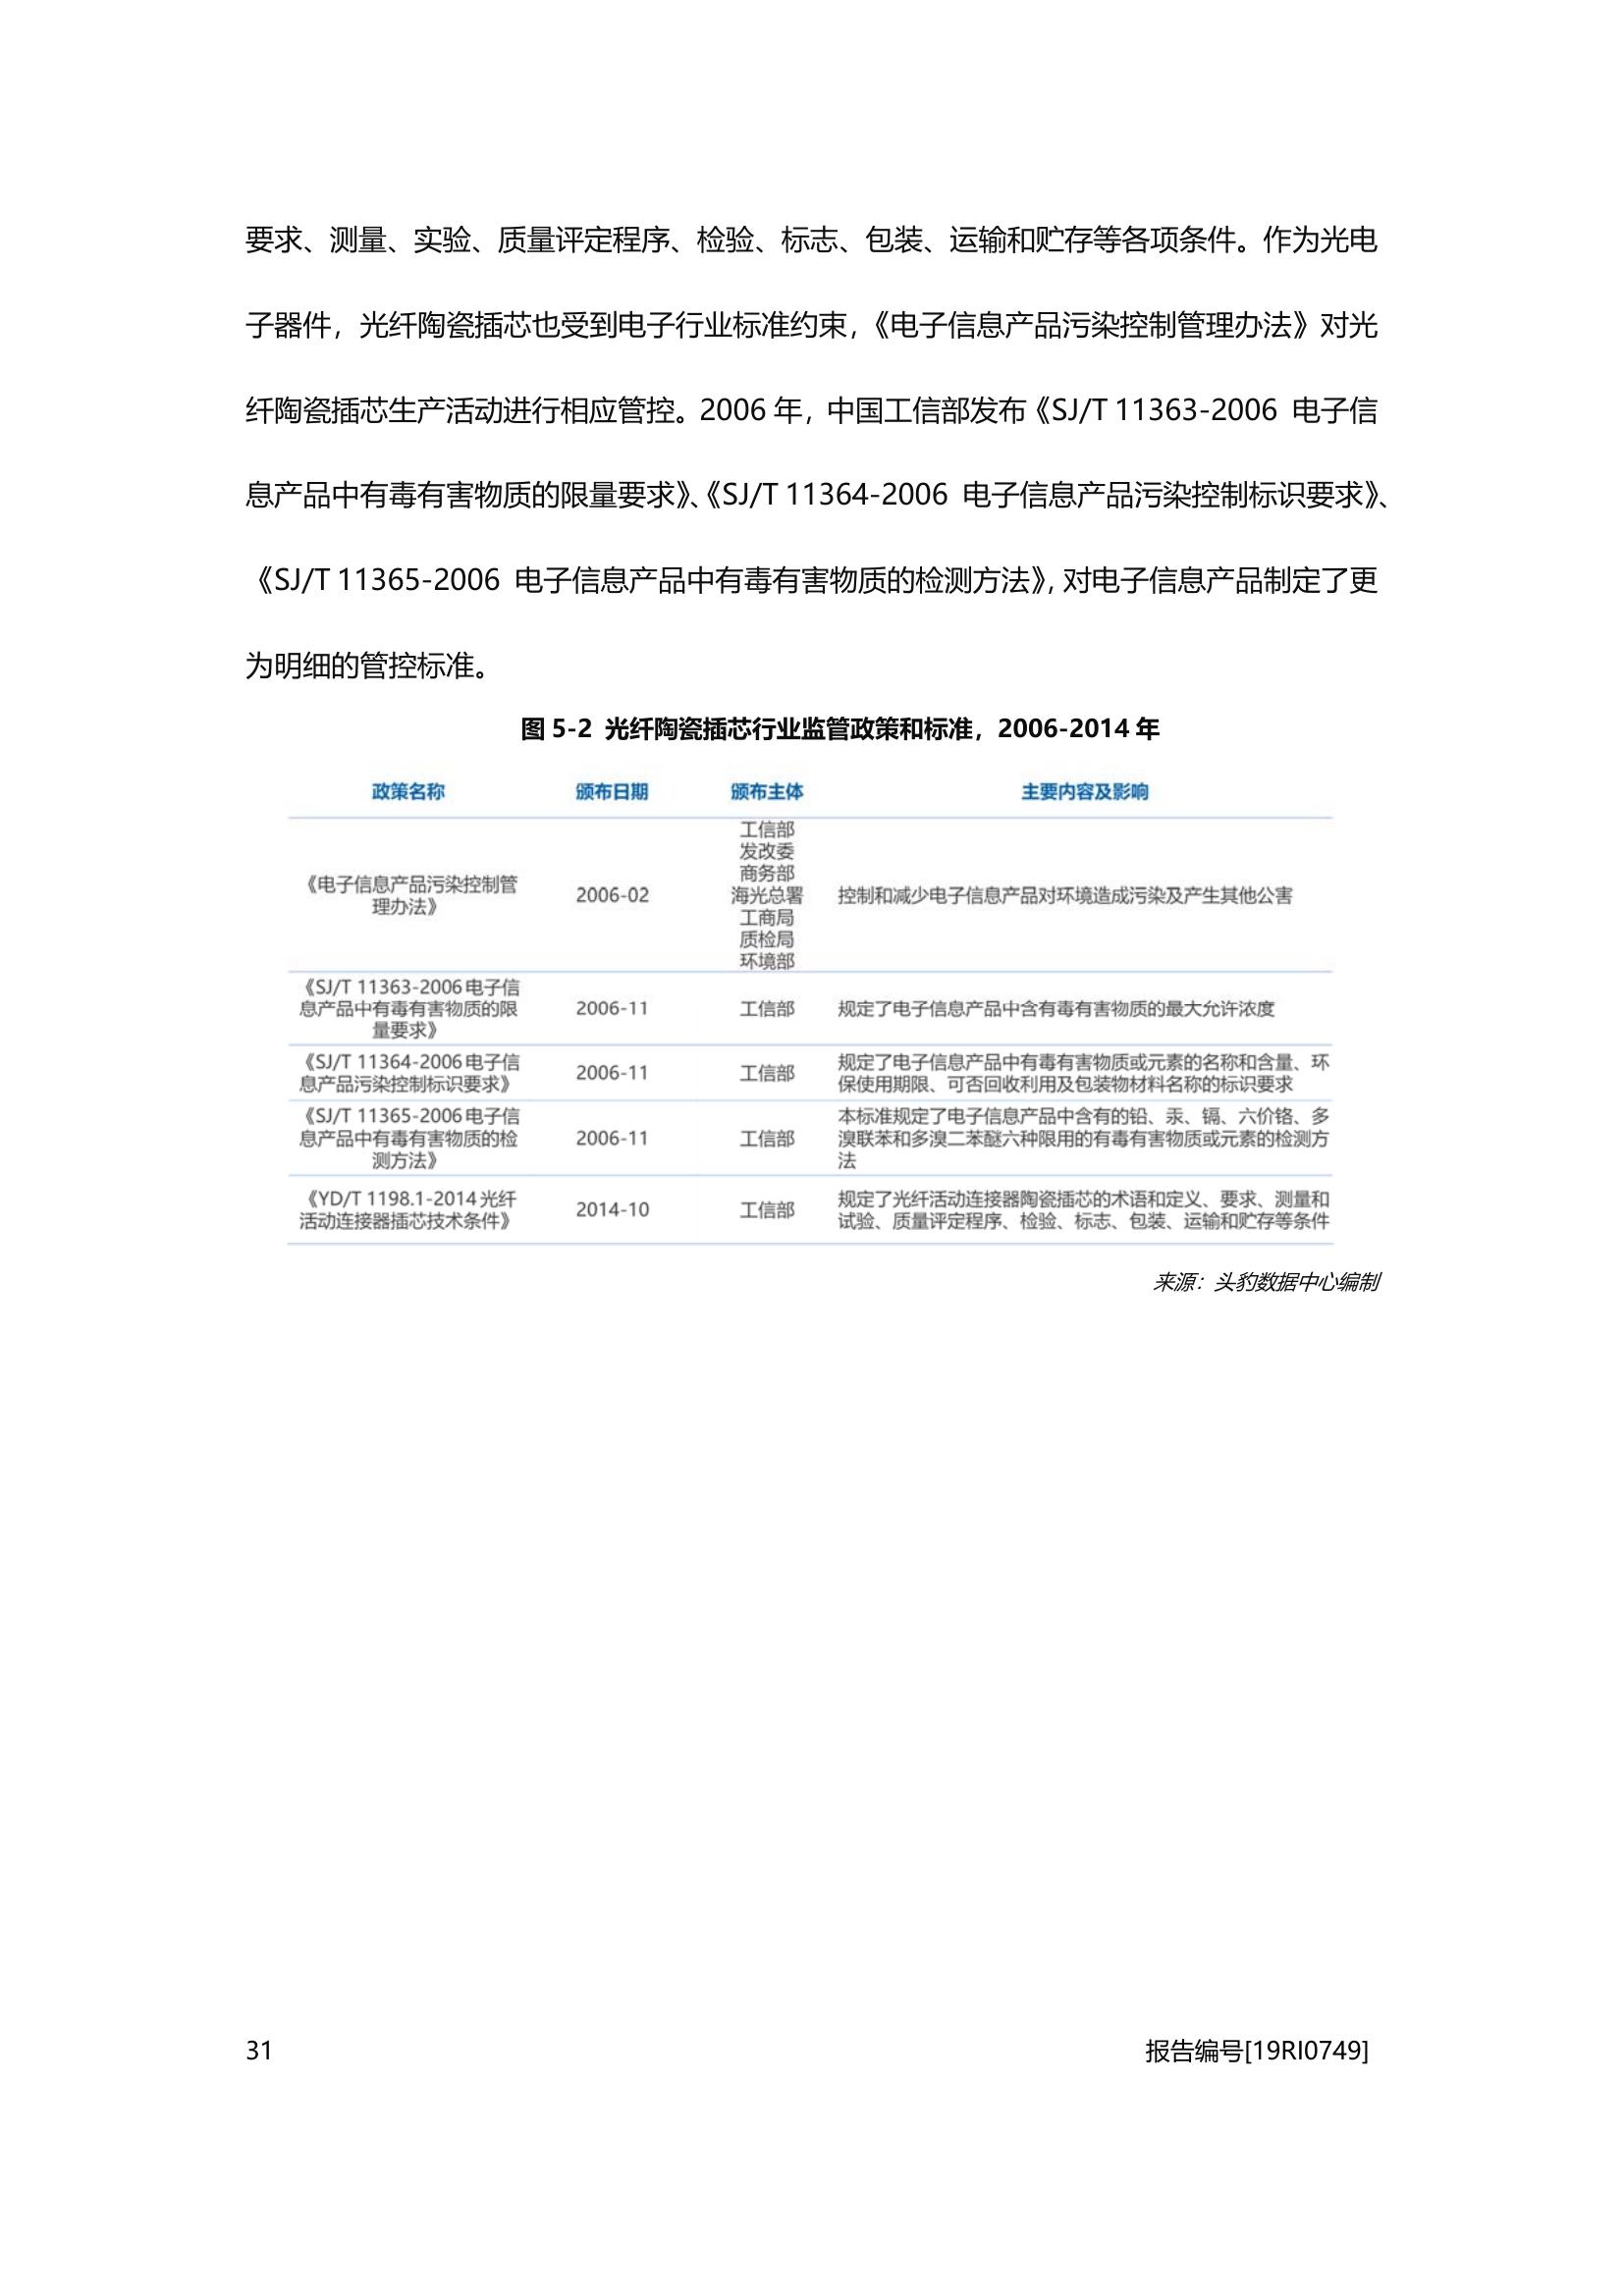 要求、测量、实验、质量评定程序、检验、标志、包装、运输和贮存等各项条件。作为光电
子器件，光纤陶瓷插芯也受到电子行业标准约束，《电子信息产品污染控制管理办法》对光
纤陶瓷插芯生产活动进行相应管控。2006 年，中国工信部发布《SJ/T 11363-2006 电子信
息产品中有毒有害物质的限量要求》、《SJ/T 11364-2006 电子信息产品污染控制标识要求》、
《SJ/T 11365-2006 电子信息产品中有毒有害物质的检测方法》，对电子信息产品制定了更
为明细的管控标准。
图 5-2 光纤陶瓷插芯行业监管政策和标准，2006-2014 年
政策名称 颁布日期 颁布主体 主要内容及影响
《电子信息产品污染控制管
理办法》
2006-02
工信部
发改委
商务部
海光总署
工商局
质检局
环境部
控制和减少电子信息产品对环境造成污染及产生其他公害
《SJ/T 11363-2006电子信
息产品中有毒有害物质的限
量要求》
2006-11
工信部
规定了电子信息产品中含有毒有害物质的最大允许浓度
《SJ/T 11364-2006电子信
息产品污染控制标识要求》
2006-11
工信部
规定了电子信息产品中有毒有害物质或元素的名称和含量、环
保使用期限、可否回收利用及包装物材料名称的标识要求
《SJ/T 11365-2006电子信
息产品中有毒有害物质的检
测方法》
2006-11
工信部
本标准规定了电子信息产品中含有的铅、汞、镉、六价铬、多
溴联苯和多溴二苯醚六种限用的有毒有害物质或元素的检测方
法
《YD/T 1198.1-2014光纤
活动连接器插芯技术条件》
2014-10
工信部
规定了光纤活动连接器陶瓷插芯的术语和定义、要求、测量和
试验、质量评定程序、检验、标志、包装、运输和贮存等条件
来源：头豹数据中心编制
31
报告编号[19RI0749]